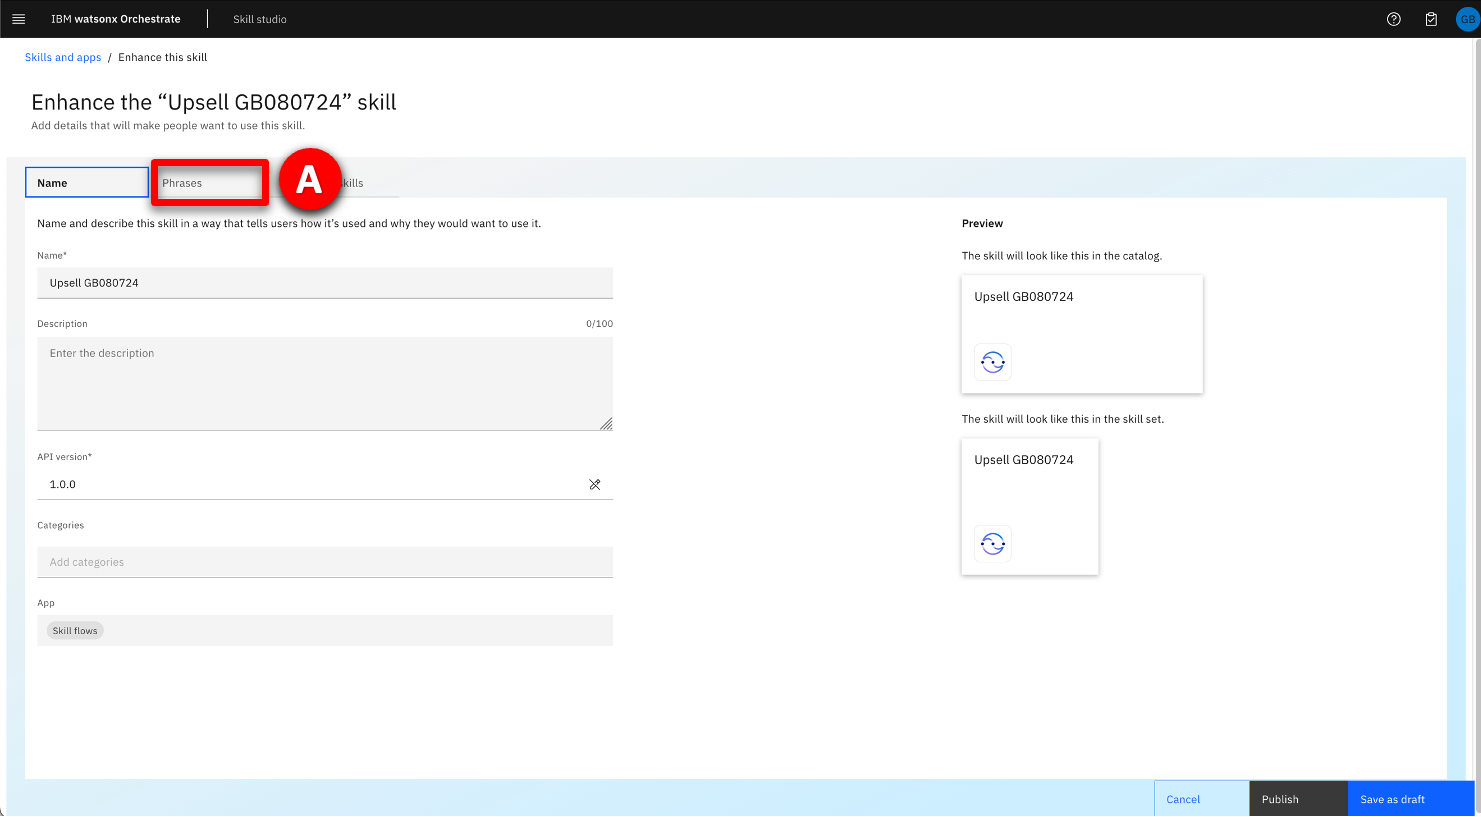 IBM watsonx Orchestrate
Skill studio
GB
Skills and apps / Enhance this skill
Enhance the “Upsell GB080724” skill
Add details that will make people want to use this skill.
Name
Phrases
A
Name and describe this skill in a way that tells users how it’s used and why they would want to use it.
Name*
Upsell GB080724
Description
0/100
Enter the description
API version*
1.0.0
Categories
Add categories
App
Skill flows
Preview
The skill will look like this in the catalog.
Upsell GB080724
The skill will look like this in the skill set.
Upsell GB080724
Cancel
Publish
Save as draft